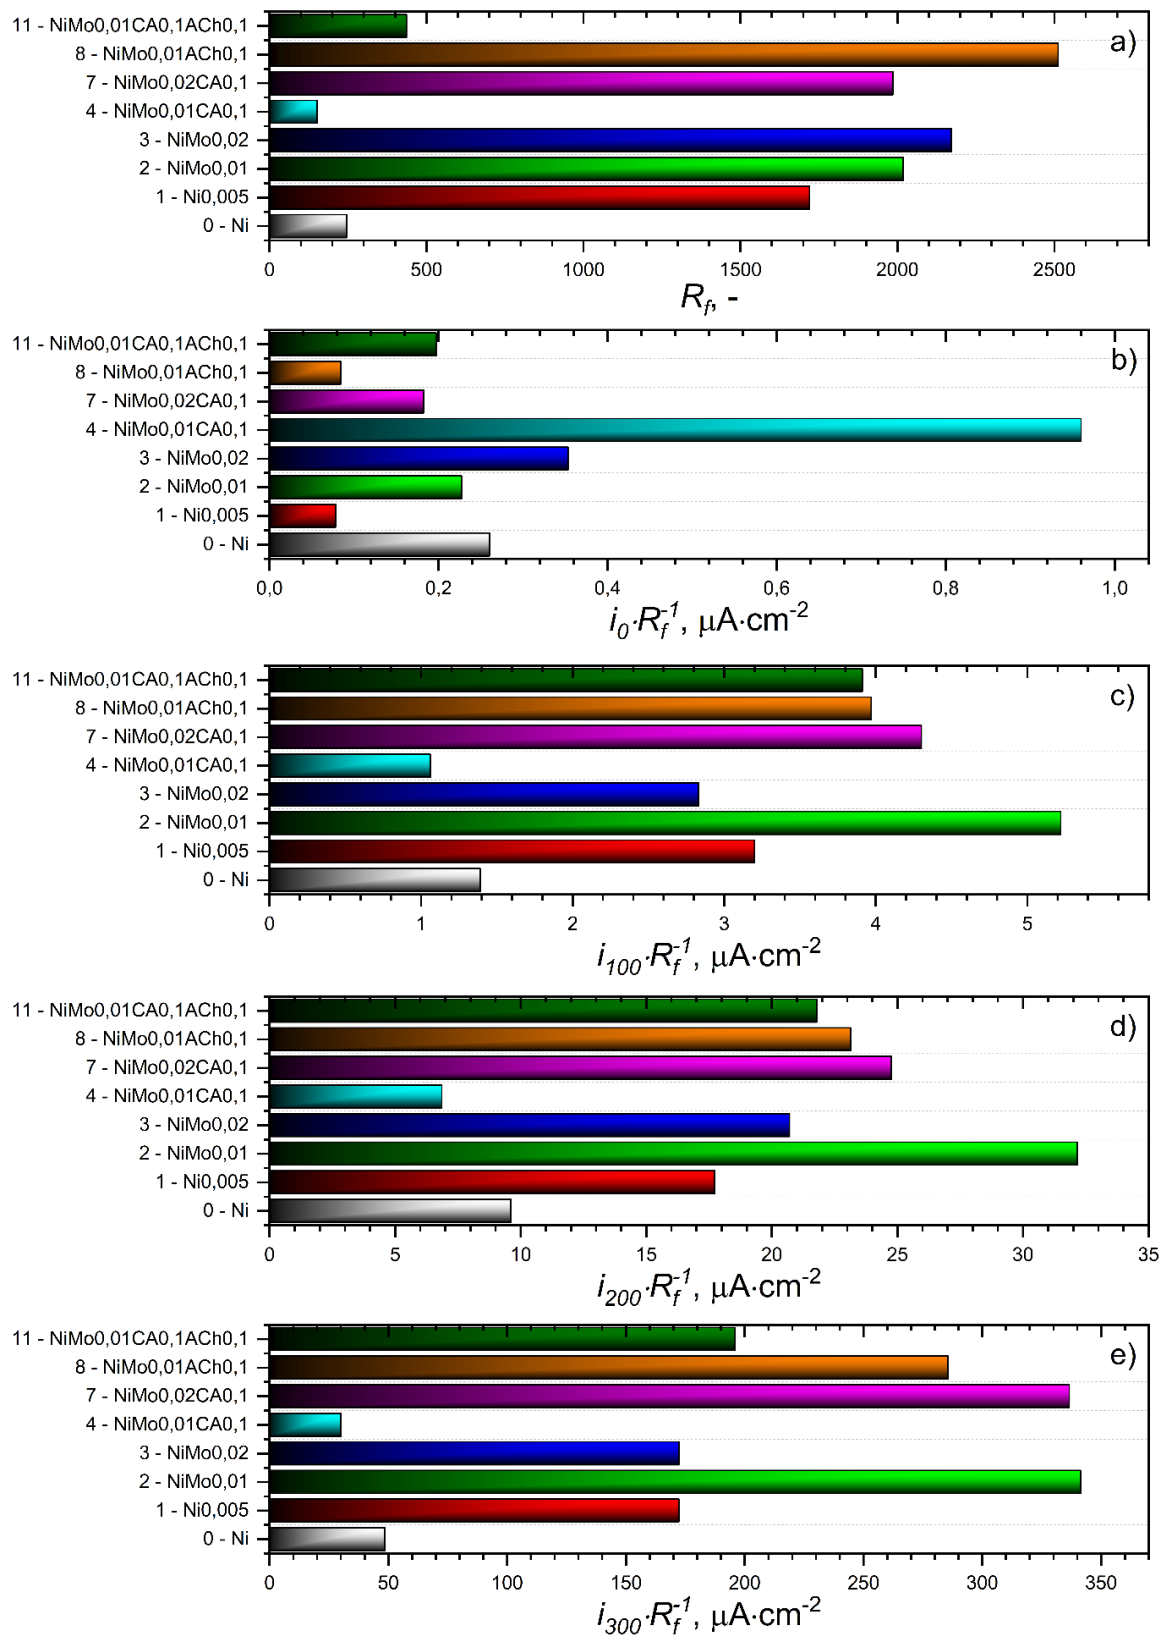 11 - NiMo0,01CA0,1ACh0,1
8 - NiMo0,01ACh0,1
7 - NiMo0,02CA0,1
4 - NiMo0,01CA0,1
3 - NiMo0,02
2 - NiMo0,01
1 - Ni0,005
0 - Ni
a)
0 500 1000 1500 2000 2500
R_f, -
11 - NiMo0,01CA0,1ACh0,1
8 - NiMo0,01ACh0,1
7 - NiMo0,02CA0,1
4 - NiMo0,01CA0,1
3 - NiMo0,02
2 - NiMo0,01
1 - Ni0,005
0 - Ni
b)
0,0 0,2 0,4 0,6 0,8 1,0
i_0·R_f^-1, μA·cm^-2
11 - NiMo0,01CA0,1ACh0,1
8 - NiMo0,01ACh0,1
7 - NiMo0,02CA0,1
4 - NiMo0,01CA0,1
3 - NiMo0,02
2 - NiMo0,01
1 - Ni0,005
0 - Ni
c)
0 1 2 3 4 5
i_100·R_f^-1, μA·cm^-2
11 - NiMo0,01CA0,1ACh0,1
8 - NiMo0,01ACh0,1
7 - NiMo0,02CA0,1
4 - NiMo0,01CA0,1
3 - NiMo0,02
2 - NiMo0,01
1 - Ni0,005
0 - Ni
d)
0 5 10 15 20 25 30 35
i_200·R_f^-1, μA·cm^-2
11 - NiMo0,01CA0,1ACh0,1
8 - NiMo0,01ACh0,1
7 - NiMo0,02CA0,1
4 - NiMo0,01CA0,1
3 - NiMo0,02
2 - NiMo0,01
1 - Ni0,005
0 - Ni
e)
0 50 100 150 200 250 300 350
i_300·R_f^-1, μA·cm^-2